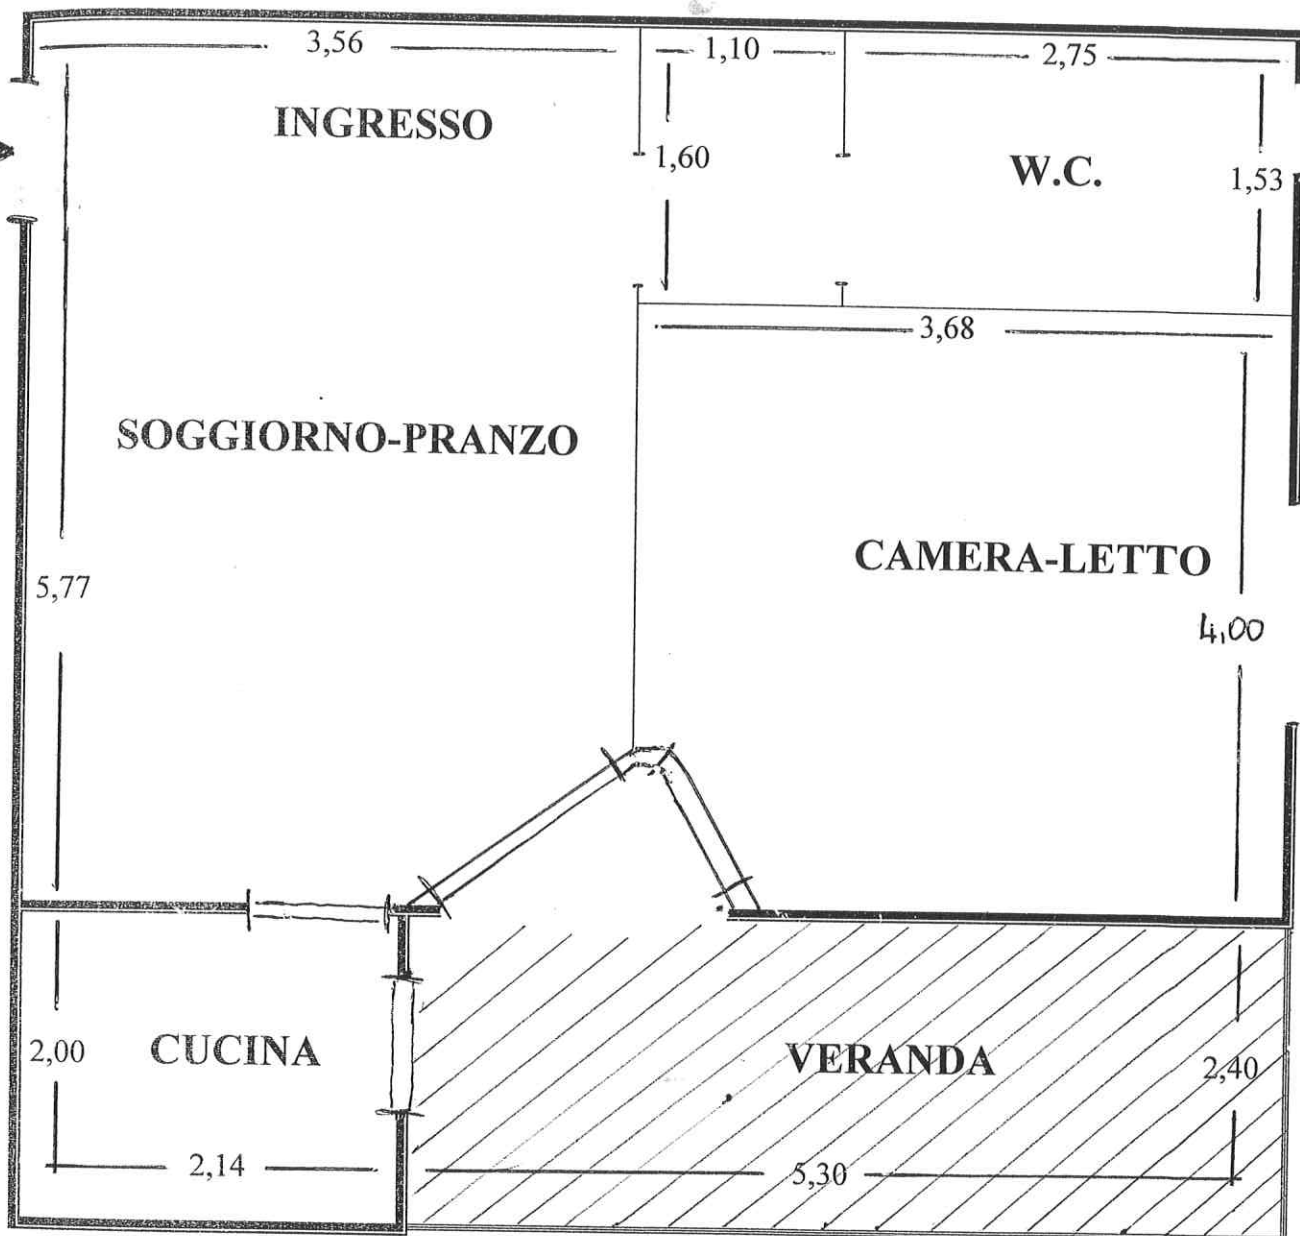 3,56 1,10 2,75
INGRESSO
1,60 W.C. 1,53
3,68
SOGGIORNO-PRANZO
CAMERA-LETTO
5,77
4,00
2,00 CUCINA VERANDA 2,40
2,14 5,30